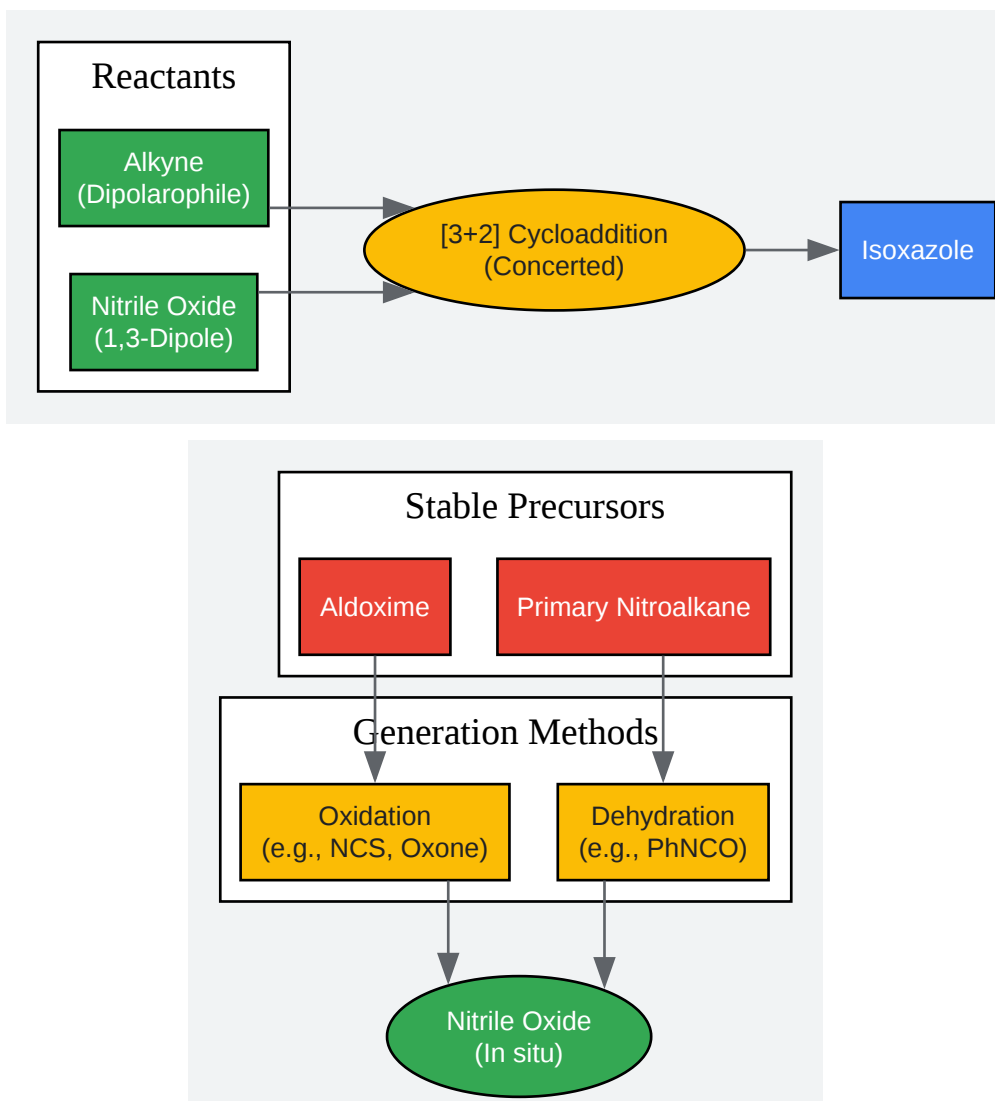 Reactants
Alkyne
(Dipolarophile)
Nitrile Oxide
(1,3-Dipole)
[3+2] Cycloaddition
(Concerted)
Isoxazole
Stable Precursors
Aldoxime
Primary Nitroalkane
Generation Methods
Oxidation
(e.g., NCS, Oxone)
Dehydration
(e.g., PhNCO)
Nitrile Oxide
(In situ)